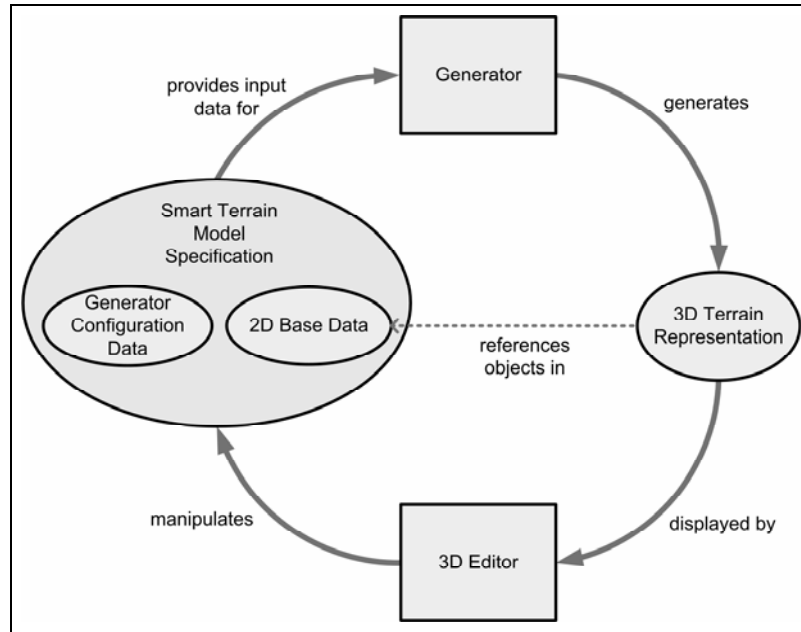 Generator
provides input
data for
generates
Smart Terrain
Model
Specification
Generator
Configuration
Data
2D Base Data
3D Terrain
Representation
references
objects in
manipulates
displayed by
3D Editor